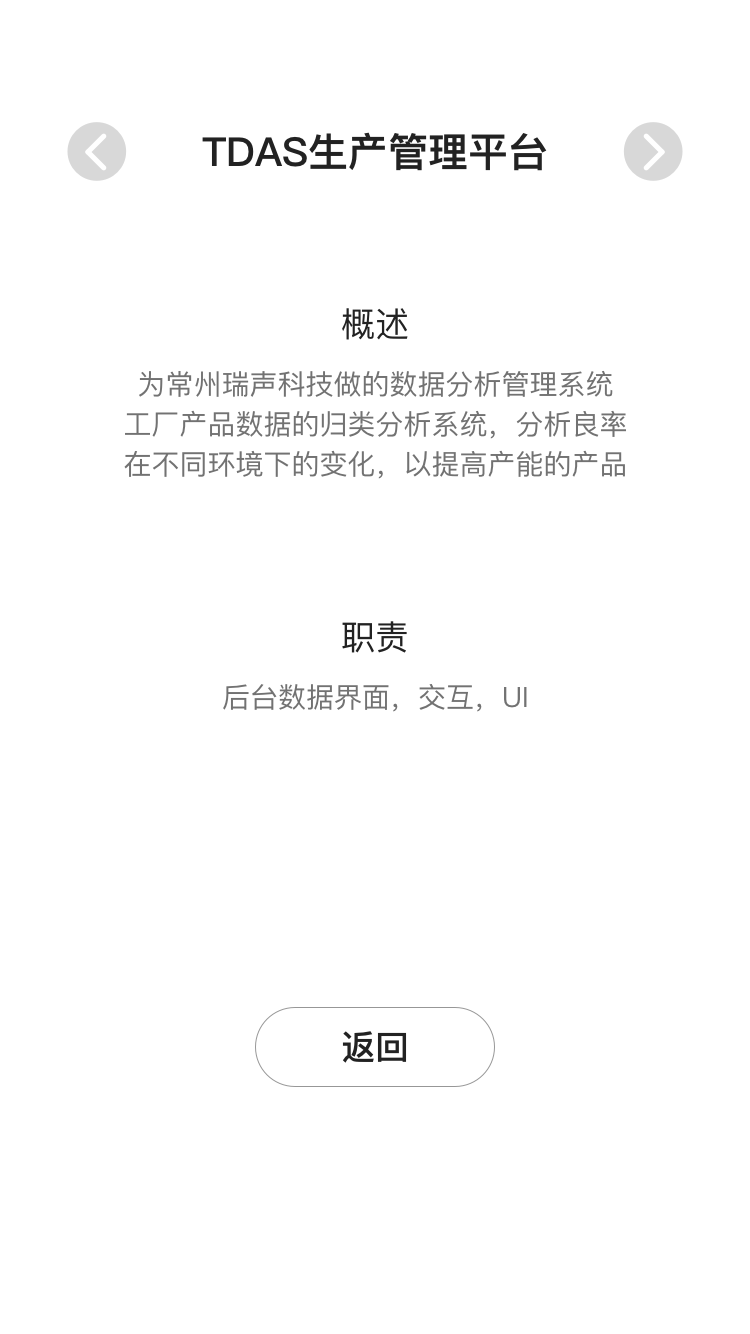 TDAS生产管理平台
概述
为常州瑞声科技做的数据分析管理系统
工厂产品数据的归类分析系统，分析良率
在不同环境下的变化，以提高产能的产品
职责
后台数据界面，交互，UI
返回